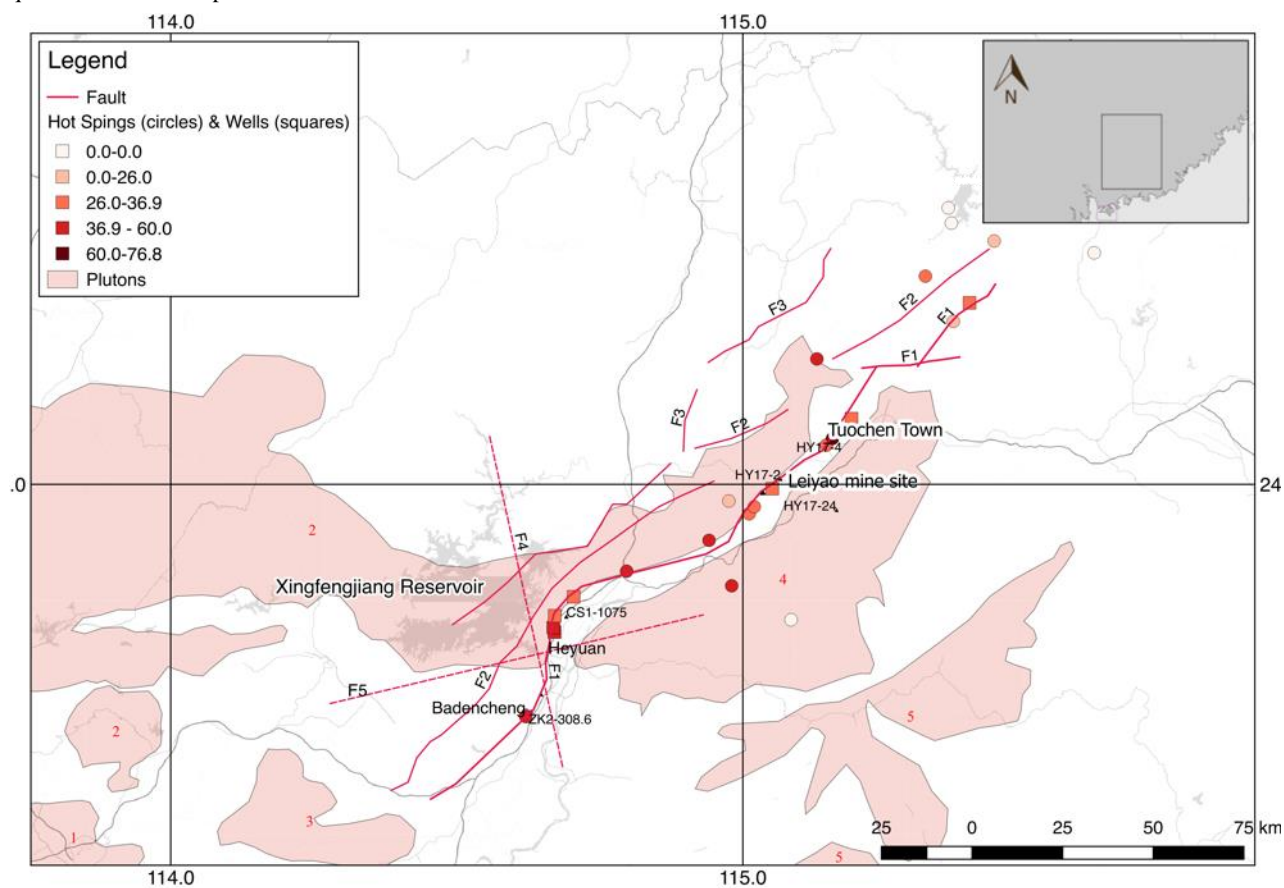 114.0 115.0
Legend
Fault
Hot Spings (circles) & Wells (squares)
0.0-0.0
0.0-26.0
26.0-36.9
36.9 - 60.0
60.0-76.8
Plutons
N
F3
F2
F1
F1
F3
F2
Tuochen Town
HY17-4
HY17-2
.0 Leiyao mine site 24
HY17-24
2
F4
Xingfengjiang Reservoir
4
CS1-1075
Heyuan
F1
F2
F5
Badencheng
ZK2-308.6
5
2
3
1
5
25 0 25 50 75 km
114.0 115.0